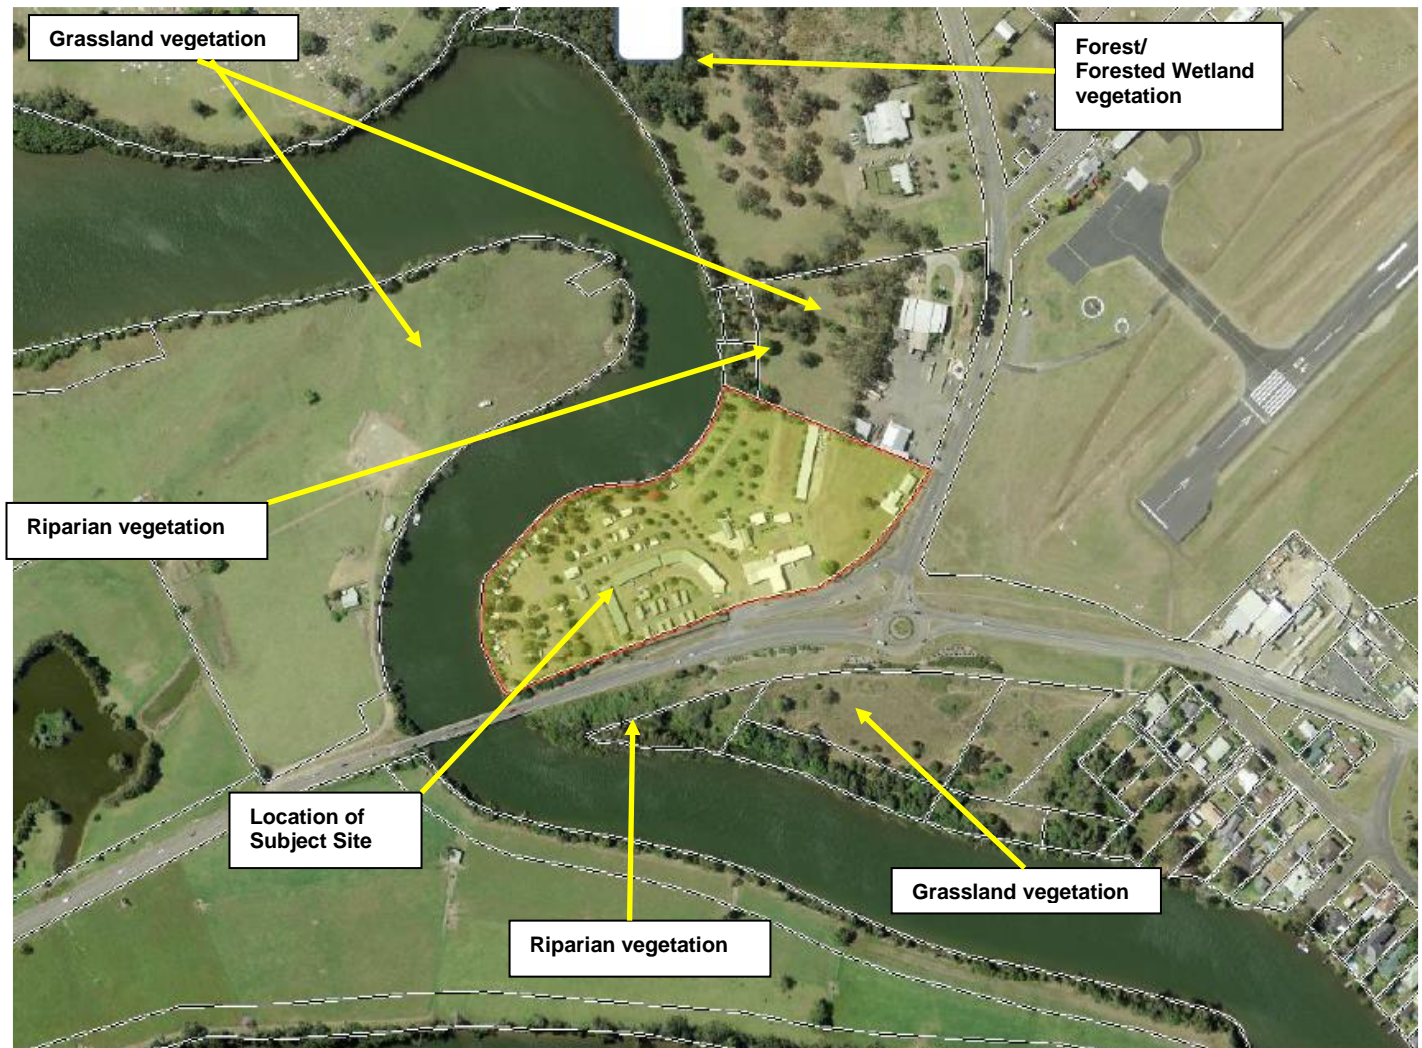 Grassland vegetation
Forest/
Forested Wetland
vegetation
Riparian vegetation
Location of
Subject Site
Grassland vegetation
Riparian vegetation